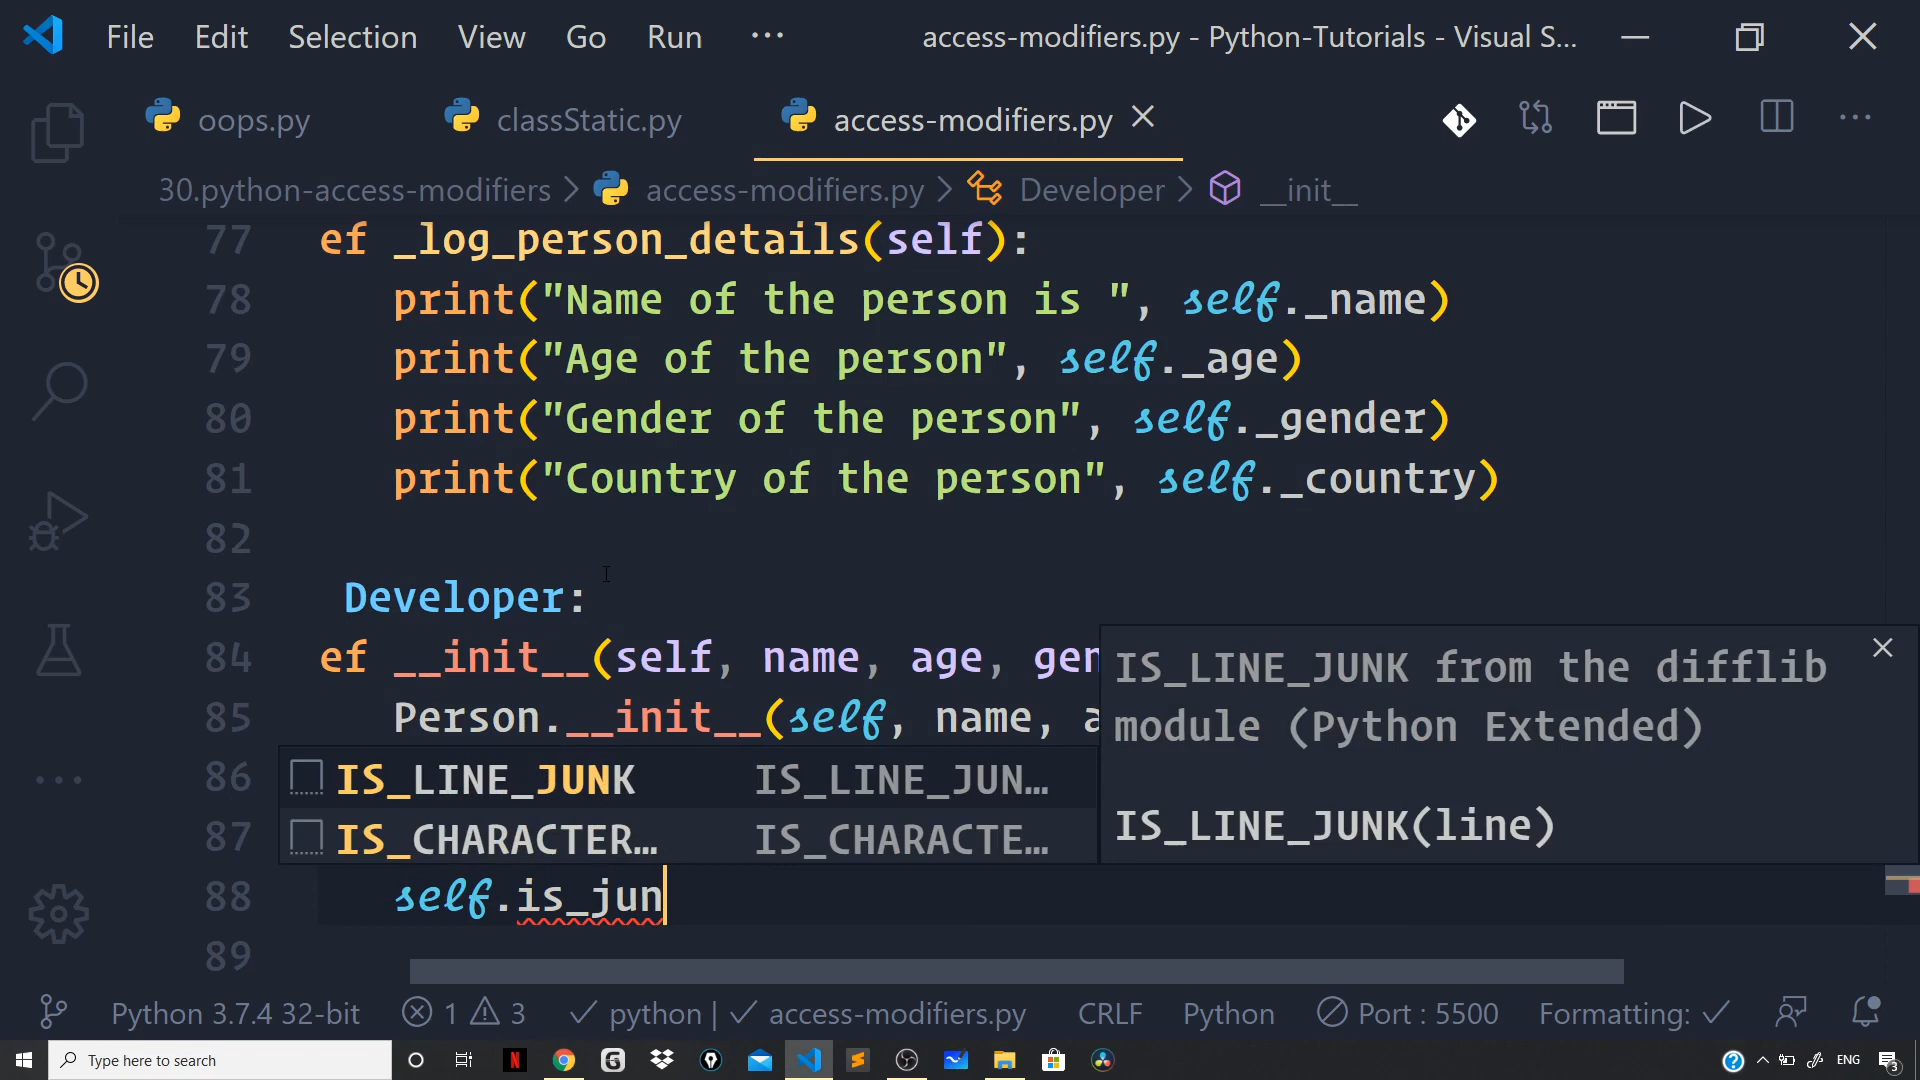 File Edit Selection View Go Run ··· access-modifiers.py - Python-Tutorials - Visual S...
oops.py classStatic.py access-modifiers.py
30.python-access-modifiers > access-modifiers.py > Developer > __init__
77 ef _log_person_details(self):
78 print("Name of the person is ", self._name)
79 print("Age of the person", self._age)
80 print("Gender of the person", self._gender)
81 print("Country of the person", self._country)
82
83 Developer:
84 ef __init__(self, name, age, gen
85 Person.__init__(self, name, a
86
87
88 self.is_jun
89
IS_LINE_JUNK IS_LINE_JUN...
IS_CHARACTER... IS_CHARACTE...
IS_LINE_JUNK from the difflib
module (Python Extended)
IS_LINE_JUNK(line)
Python 3.7.4 32-bit 1 3 python | access-modifiers.py CRLF Python Port : 5500 Formatting:
Type here to search ENG 3